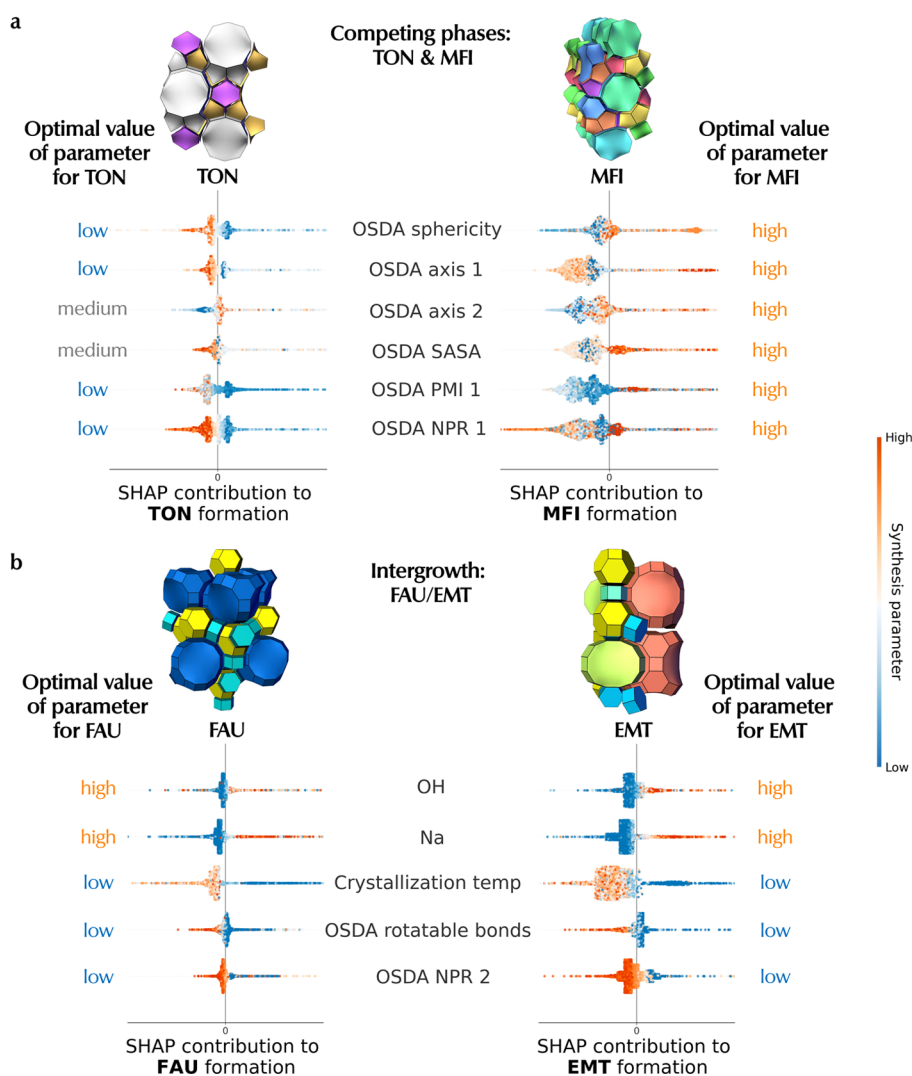 a
Competing phases:
TON & MFI
Optimal value
of parameter
for TON
TON
MFI
Optimal value
of parameter
for MFI
low OSDA sphericity high
low OSDA axis 1 high
medium OSDA axis 2 high
medium OSDA SASA high
low OSDA PMI 1 high
low OSDA NPR 1 high
0
0
SHAP contribution to
TON formation
SHAP contribution to
MFI formation
High
Synthesis parameter
Low
b
Intergrowth:
FAU/EMT
Optimal value
of parameter
for FAU
FAU
EMT
Optimal value
of parameter
for EMT
high OH high
high Na high
low Crystallization temp low
low OSDA rotatable bonds low
low OSDA NPR 2 low
0
0
SHAP contribution to
FAU formation
SHAP contribution to
EMT formation